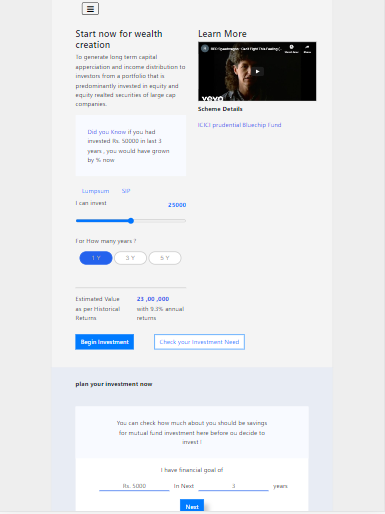 Start now for wealth
creation
To generate long term capital
apperciation and income distribution to
investors from a portfolio that is
predominantly invested in equity and
equity realted securities of large cap
companies.
Did you Know if you had
invested Rs. 50000 in last 3
years , you would have grown
by % now
Lumpsum SIP
I can invest 25000
For How many years ?
1 Y 3 Y 5 Y
Estimated Value
as per Historical
Returns
23 ,00 ,000
with 9.3% annual
returns
Begin Investment Check your Investment Need
Learn More
REO Speedwagon - Can't Fight This Feeling (
vevo
Scheme Details
ICICI prudential Bluechip Fund
plan your investment now
You can check how much about you should be savings
for mutual fund investment here before ou decide to
invest !
I have financial goal of
Rs. 5000 In Next 3 years
Next